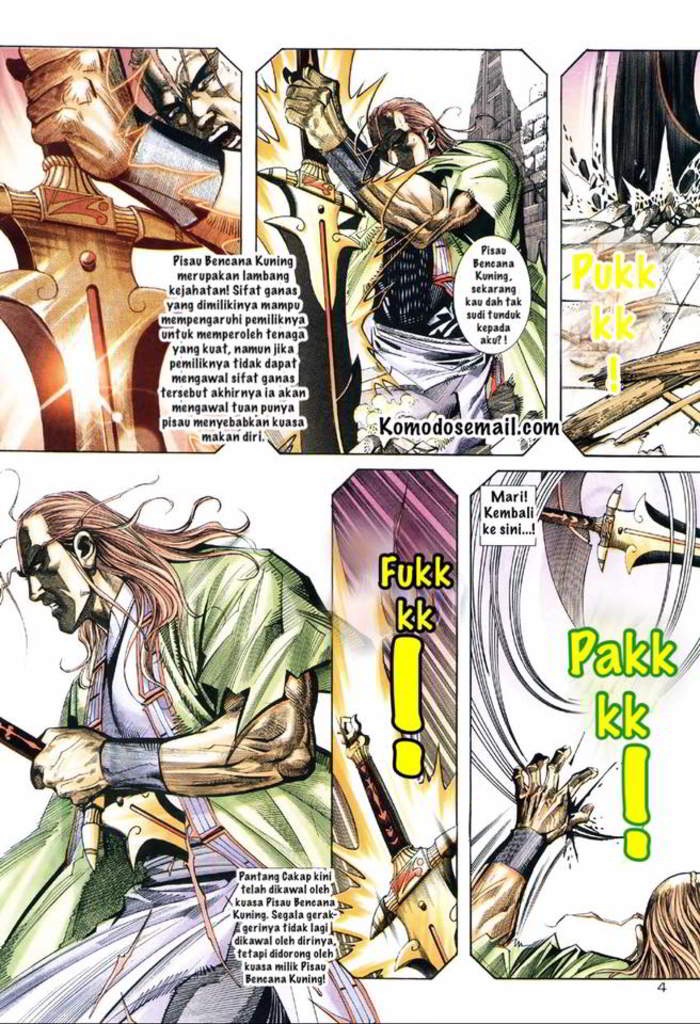 Pisau Bencana Kuning
merupakan lambang
kejahatan! Sifat ganas
yang dimilikinya mampu
mempengaruhi pemiliknya
untuk memperoleh tenaga
yang kuat, namun jika
pemiliknya tidak dapat
mengawal sifat ganas
tersebut akhirnya ia akan
mengawal tuan punya
pisau menyebabkan kuasa
makan diri.
Pisau
Bencana
Kuning,
sekarang
kau dah tak
sudi tunduk
kepada
aku?!
Komodosemail.com
Pukk
kk
!
Pantang Cakap kini
telah dikawal oleh
kuasa Pisau Bencana
Kuning. Segala gerak-
gerinya tidak lagi
dikawal oleh dirinya,
tetapi didorong oleh
kuasa milik Pisau
Bencana Kuning!
Fukk
kk
!
Mari!
Kembali
ke sini...!
Pakk
kk
!
4